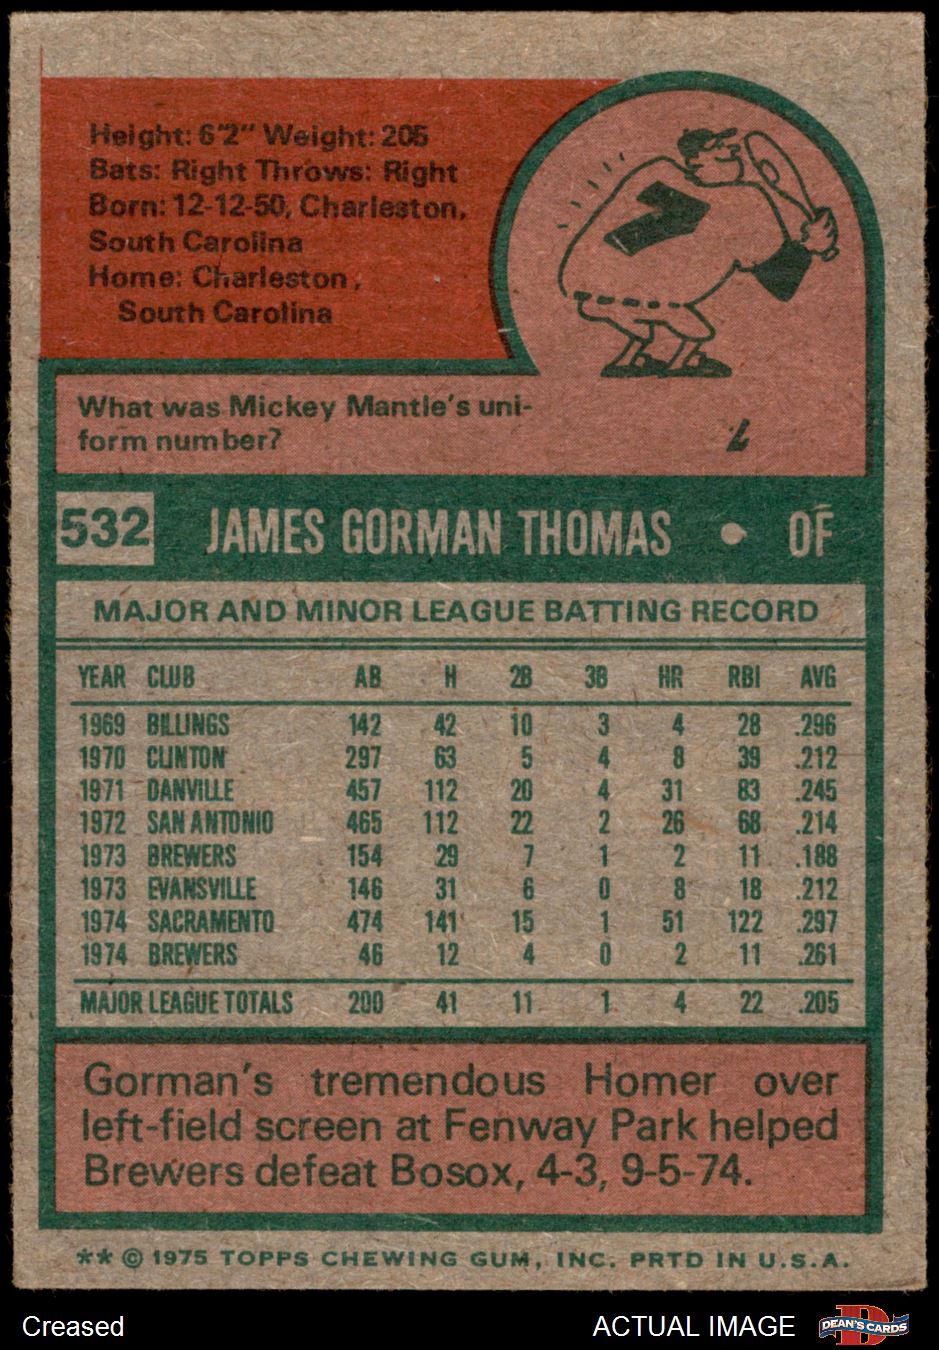 Height: 6'2" Weight: 205
Bats: Right Throws: Right
Born: 12-12-50, Charleston,
South Carolina
Home: Charleston,
South Carolina
What was Mickey Mantle's uni-
form number?
7
532 JAMES GORMAN THOMAS • OF
MAJOR AND MINOR LEAGUE BATTING RECORD
YEAR CLUB AB H 2B 3B HR RBI AVG
1969 BILLINGS 142 42 10 3 4 28 .296
1970 CLINTON 297 63 5 4 8 39 .212
1971 DANVILLE 457 112 20 4 31 83 .245
1972 SAN ANTONIO 465 112 22 2 26 68 .214
1973 BREWERS 154 29 7 1 2 11 .188
1973 EVANSVILLE 146 31 6 0 8 18 .212
1974 SACRAMENTO 474 141 15 1 51 122 .297
1974 BREWERS 46 12 4 0 2 11 .261
MAJOR LEAGUE TOTALS 200 41 11 1 4 22 .205
Gorman's tremendous Homer over
left-field screen at Fenway Park helped
Brewers defeat Bosox, 4-3, 9-5-74.
** © 1975 TOPPS CHEWING GUM, INC. PRTD IN U.S.A.
Creased ACTUAL IMAGE DEAN'S CARDS